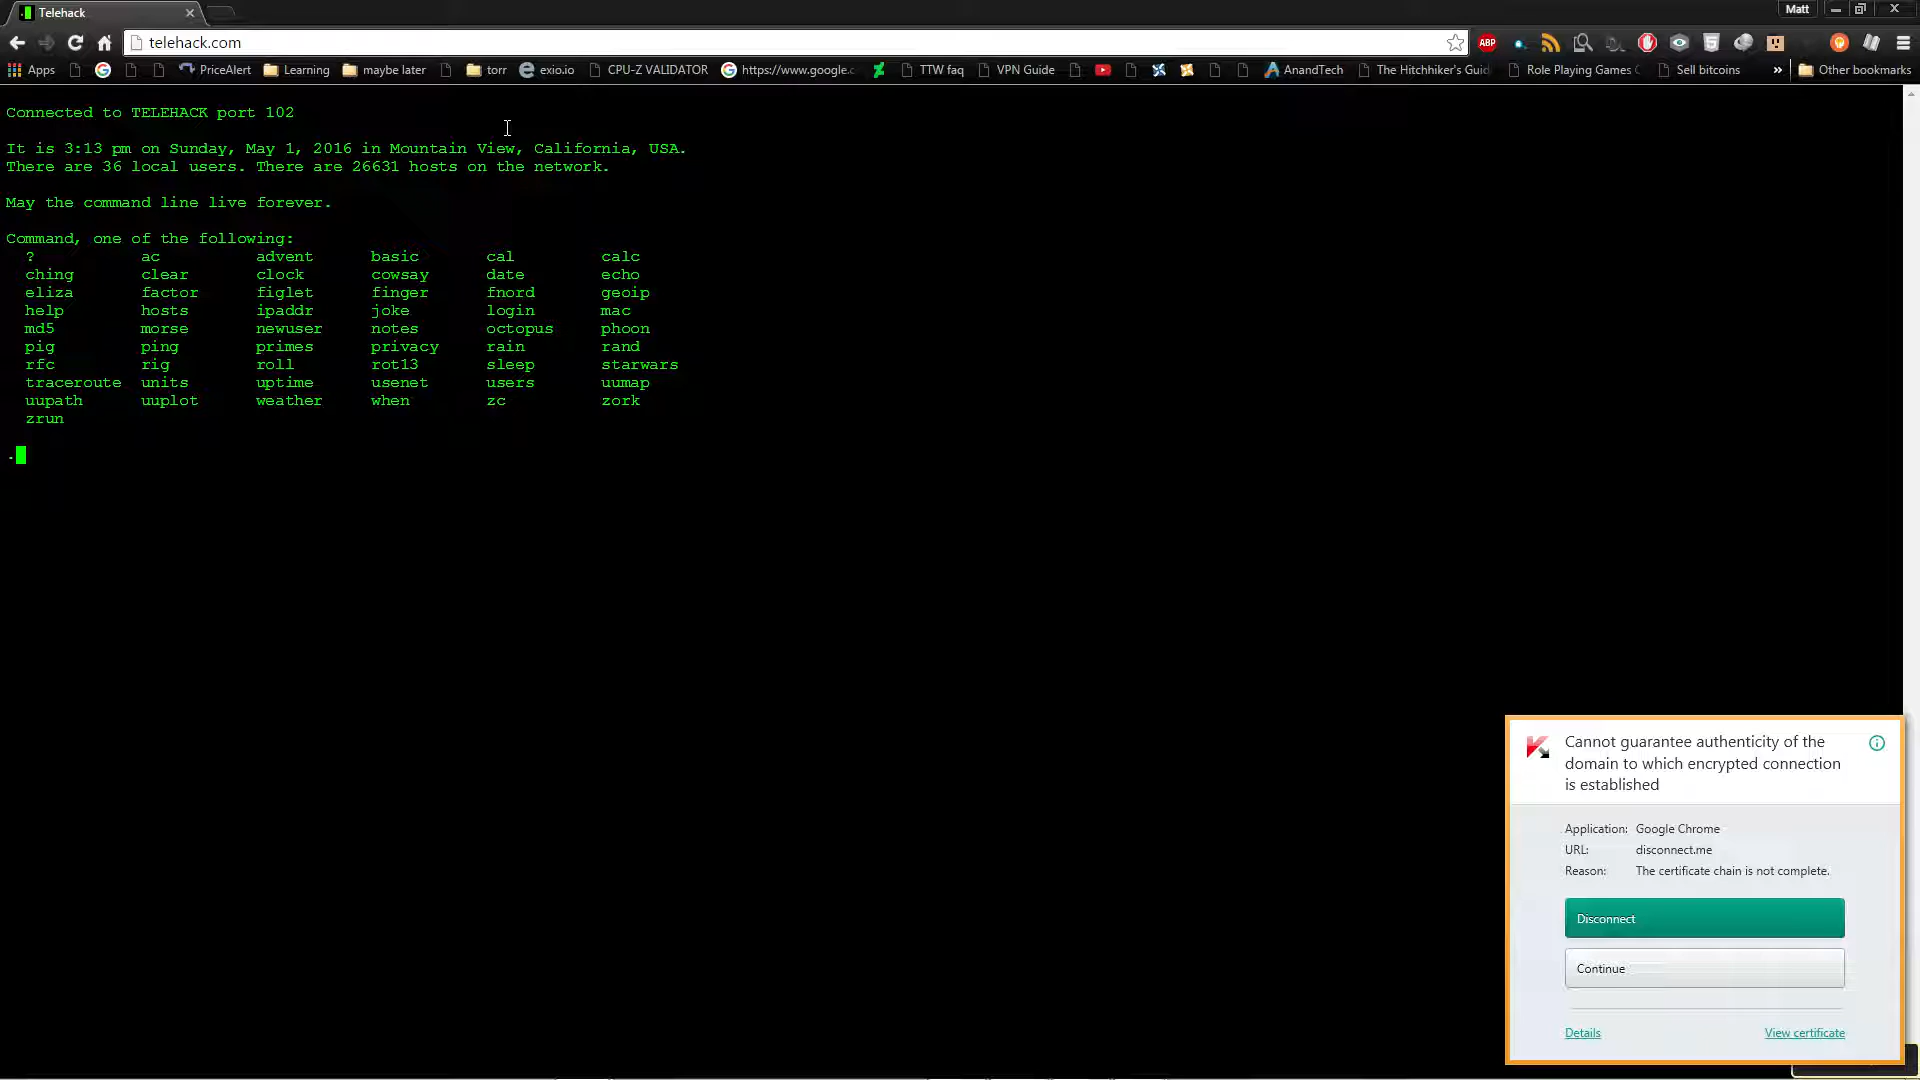 Telehack
Matt
telehack.com
ABP
Apps PriceAlert Learning maybe later torr exio.io CPU-Z VALIDATOR https://www.google.c TTW faq VPN Guide AnandTech The Hitchhiker's Guid Role Playing Games Sell bitcoins » Other bookmarks
Connected to TELEHACK port 102
It is 3:13 pm on Sunday, May 1, 2016 in Mountain View, California, USA.
There are 36 local users. There are 26631 hosts on the network.
May the command line live forever.
Command, one of the following:
? ac advent basic cal calc
ching clear clock cowsay date echo
eliza factor figlet finger fnord geoip
help hosts ipaddr joke login mac
md5 morse newuser notes octopus phoon
pig ping primes privacy rain rand
rfc rig roll rot13 sleep starwars
traceroute units uptime usenet users uumap
uupath uuplot weather when zc zork
zrun
.
Cannot guarantee authenticity of the
domain to which encrypted connection
is established
Application: Google Chrome
URL: disconnect.me
Reason: The certificate chain is not complete.
Disconnect
Continue
Details View certificate